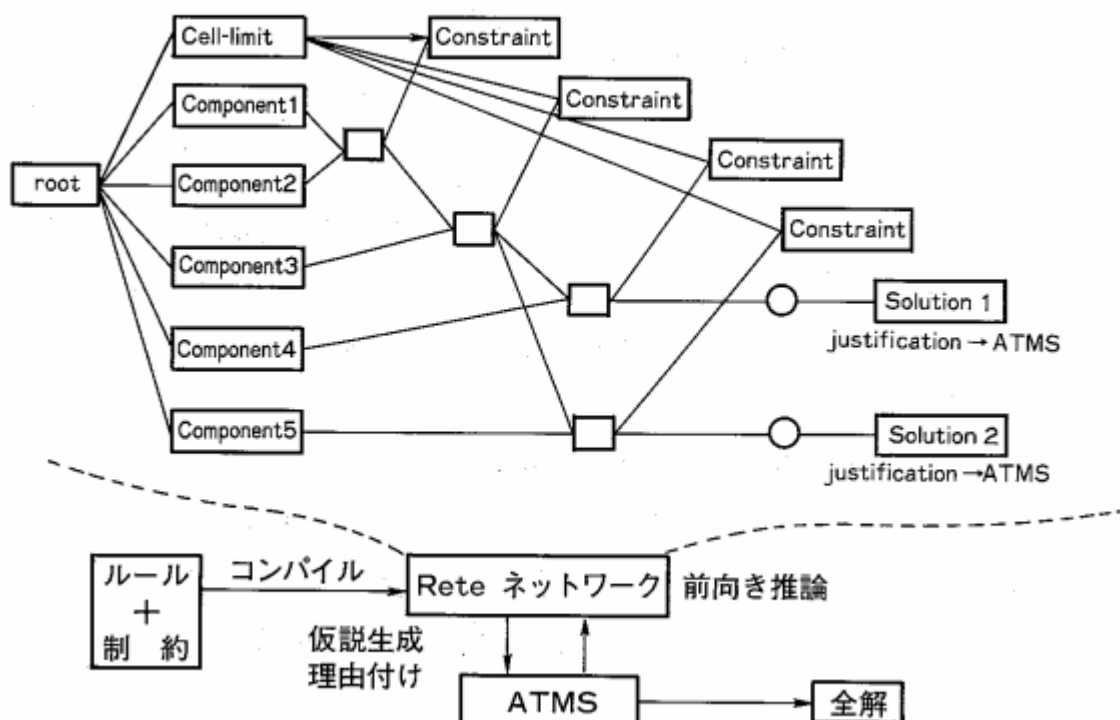 Cell-limit
Constraint
Component1
Constraint
Component2
Constraint
root
Constraint
Component3
Solution 1
justification → ATMS
Component4
Component5
Solution 2
justification → ATMS
ルール
+
制 約
コンパイル
Rete ネットワーク
前向き推論
仮説生成
理由付け
ATMS
全解